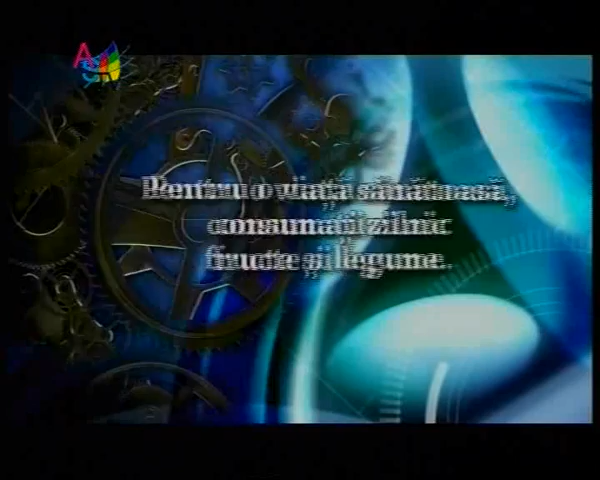 Pentru o viață sănătoasă,
consumați zilnic
fructe și legume.